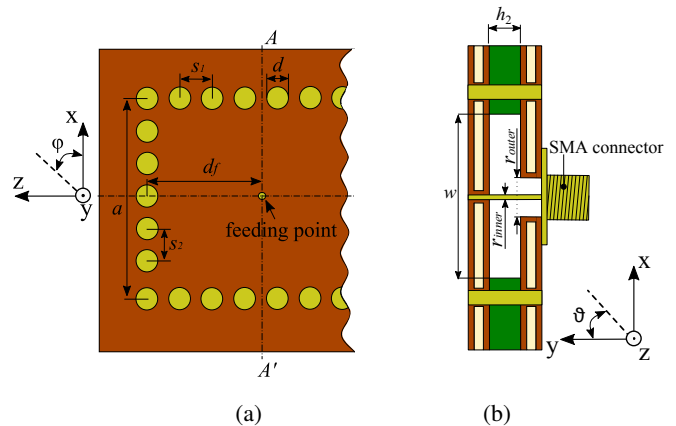 A
s1
d
φ
x
z
y
a
df
feeding point
s2
A'
(a)
h2
SMA connector
router
w
rinner
x
ϑ
y
z
(b)